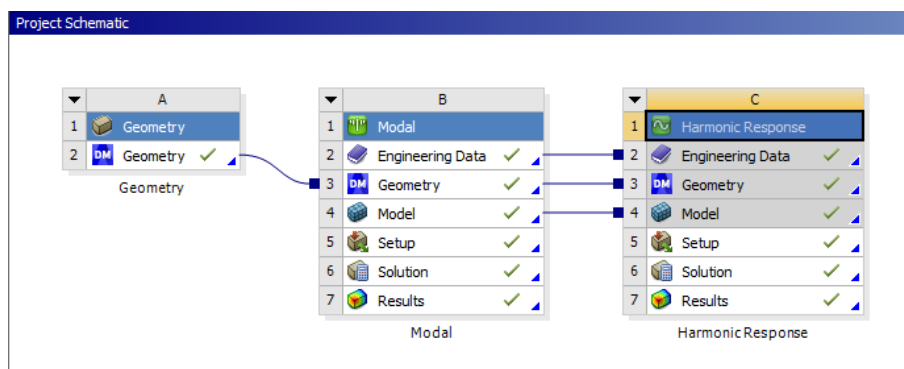 Project Schematic
A
1 Geometry
2 DM Geometry
Geometry
B
1 Modal
2 Engineering Data
3 DM Geometry
4 Model
5 Setup
6 Solution
7 Results
Modal
C
1 Harmonic Response
2 Engineering Data
3 DM Geometry
4 Model
5 Setup
6 Solution
7 Results
Harmonic Response